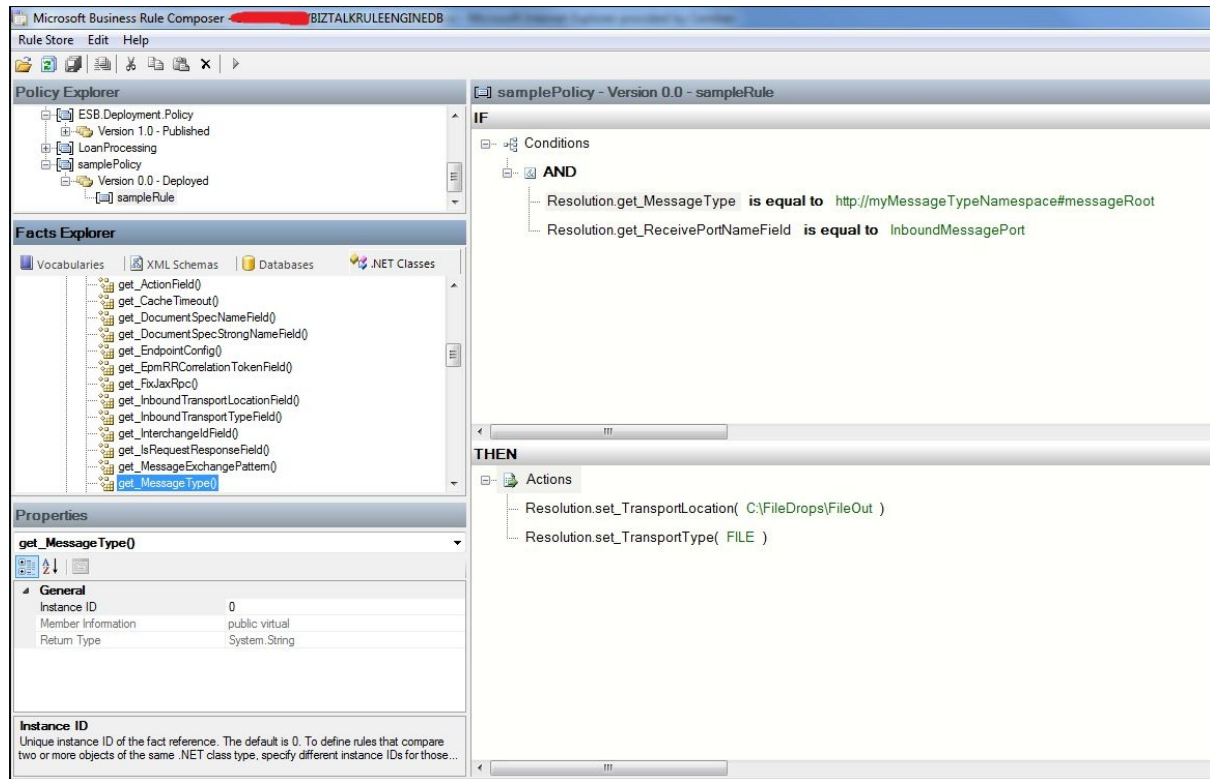 Microsoft Business Rule Composer - /BIZTALKRULEENGINEDB
Rule Store Edit Help
Policy Explorer
ESB.Deployment.Policy
Version 1.0 - Published
LoanProcessing
samplePolicy
Version 0.0 - Deployed
sampleRule
Facts Explorer
Vocabularies XML Schemas Databases .NET Classes
get_ActionField()
get_CacheTimeout()
get_DocumentSpecNameField()
get_DocumentSpecStrongNameField()
get_EndpointConfig()
get_EpmRRCorrelationTokenField()
get_FixJaxRpc()
get_InboundTransportLocationField()
get_InboundTransportTypeField()
get_InterchangeIdField()
get_IsRequestResponseField()
get_MessageExchangePattern()
get_MessageType()
Properties
get_MessageType()
General
Instance ID 0
Member Information public virtual
Return Type System.String
Instance ID
Unique instance ID of the fact reference. The default is 0. To define rules that compare
two or more objects of the same .NET class type, specify different instance IDs for those...
samplePolicy - Version 0.0 - sampleRule
IF
Conditions
AND
Resolution.get_MessageType is equal to http://myMessageTypeNamespace#messageRoot
Resolution.get_ReceivePortNameField is equal to InboundMessagePort
THEN
Actions
Resolution.set_TransportLocation( C:\FileDrops\FileOut )
Resolution.set_TransportType( FILE )